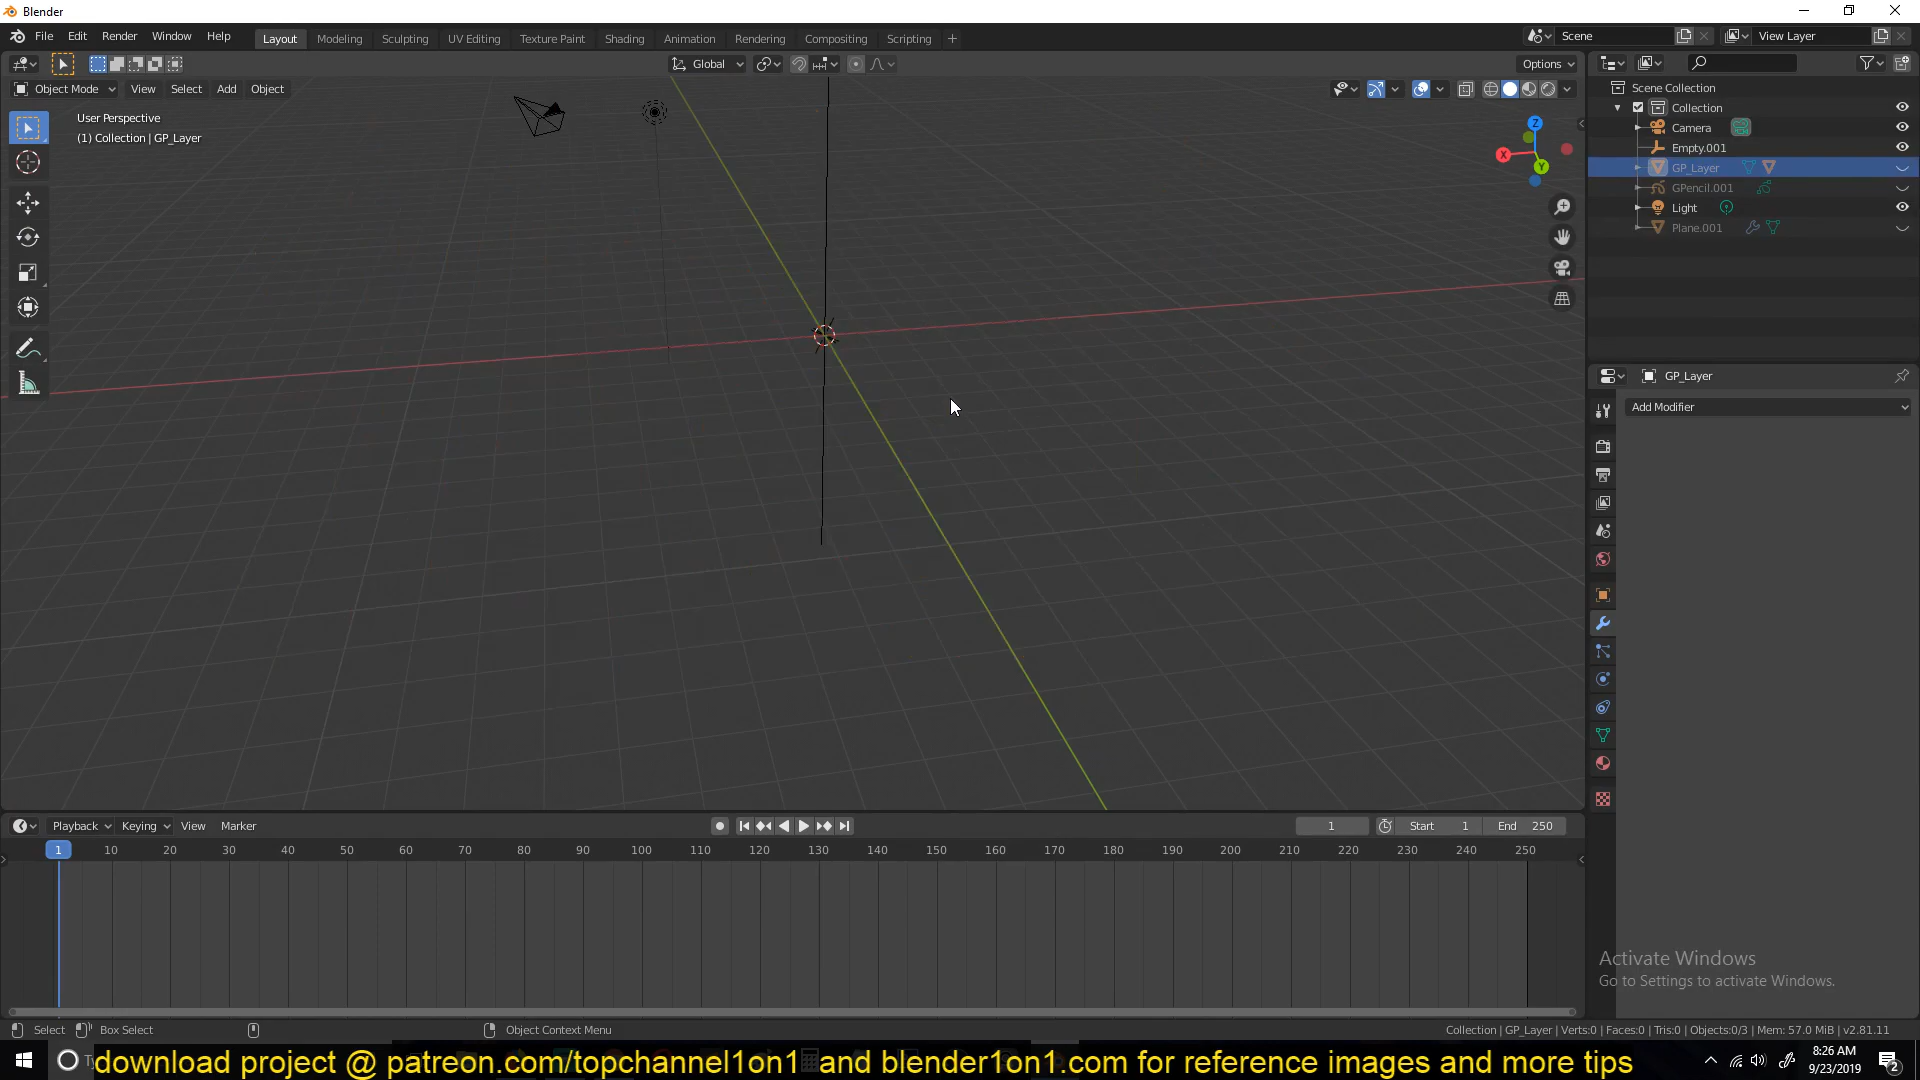 Blender
File Edit Render Window Help
Layout Modeling Sculpting UV Editing Texture Paint Shading Animation Rendering Compositing Scripting +
Scene
View Layer
Global
Options
Object Mode View Select Add Object
User Perspective
(1) Collection | GP_Layer
Z
X
Y
Scene Collection
Collection
Camera
Empty.001
GP_Layer
GPencil.001
Light
Plane.001
GP_Layer
Add Modifier
Playback Keying View Marker
1 Start 1 End 250
1 10 20 30 40 50 60 70 80 90 100 110 120 130 140 150 160 170 180 190 200 210 220 230 240 250
Activate Windows
Go to Settings to activate Windows.
Select Box Select Object Context Menu
Collection | GP_Layer | Verts:0 | Faces:0 | Tris:0 | Objects:0/3 | Mem: 57.0 MiB | v2.81.11
download project @ patreon.com/topchannel1on1 and blender1on1.com for reference images and more tips
8:26 AM
9/23/2019
2